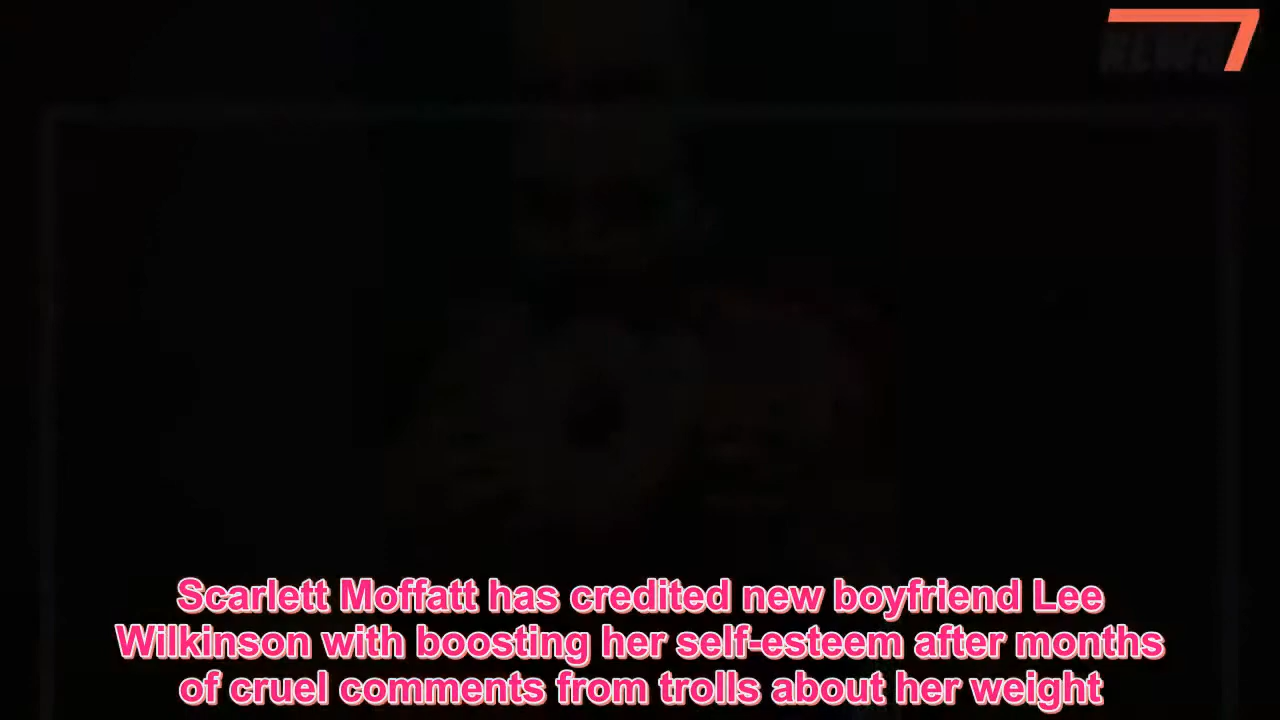 7
Scarlett Moffatt has credited new boyfriend Lee
Wilkinson with boosting her self-esteem after months
of cruel comments from trolls about her weight